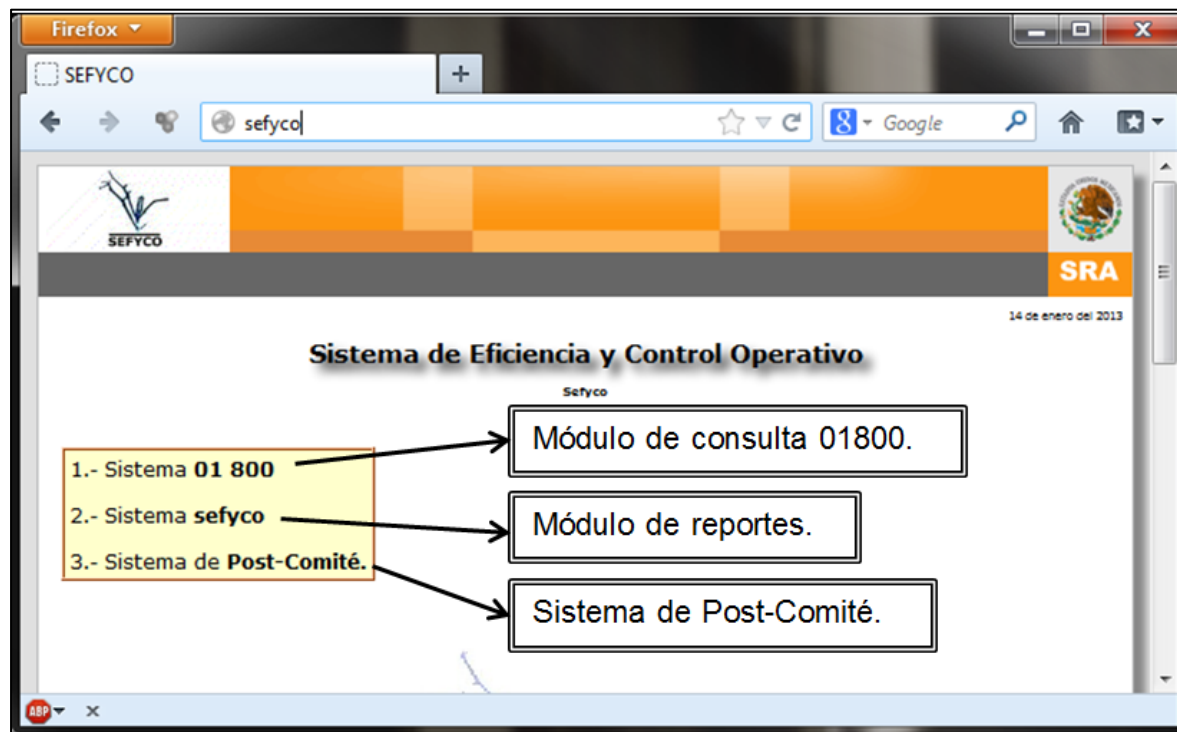 Firefox
SEFYCO
sefyco
Google
SEFYCO
SRA
14 de enero del 2013
Sistema de Eficiencia y Control Operativo
Sefyco
1.- Sistema 01 800
2.- Sistema sefyco
3.- Sistema de Post-Comité.
Módulo de consulta 01800.
Módulo de reportes.
Sistema de Post-Comité.
ABP